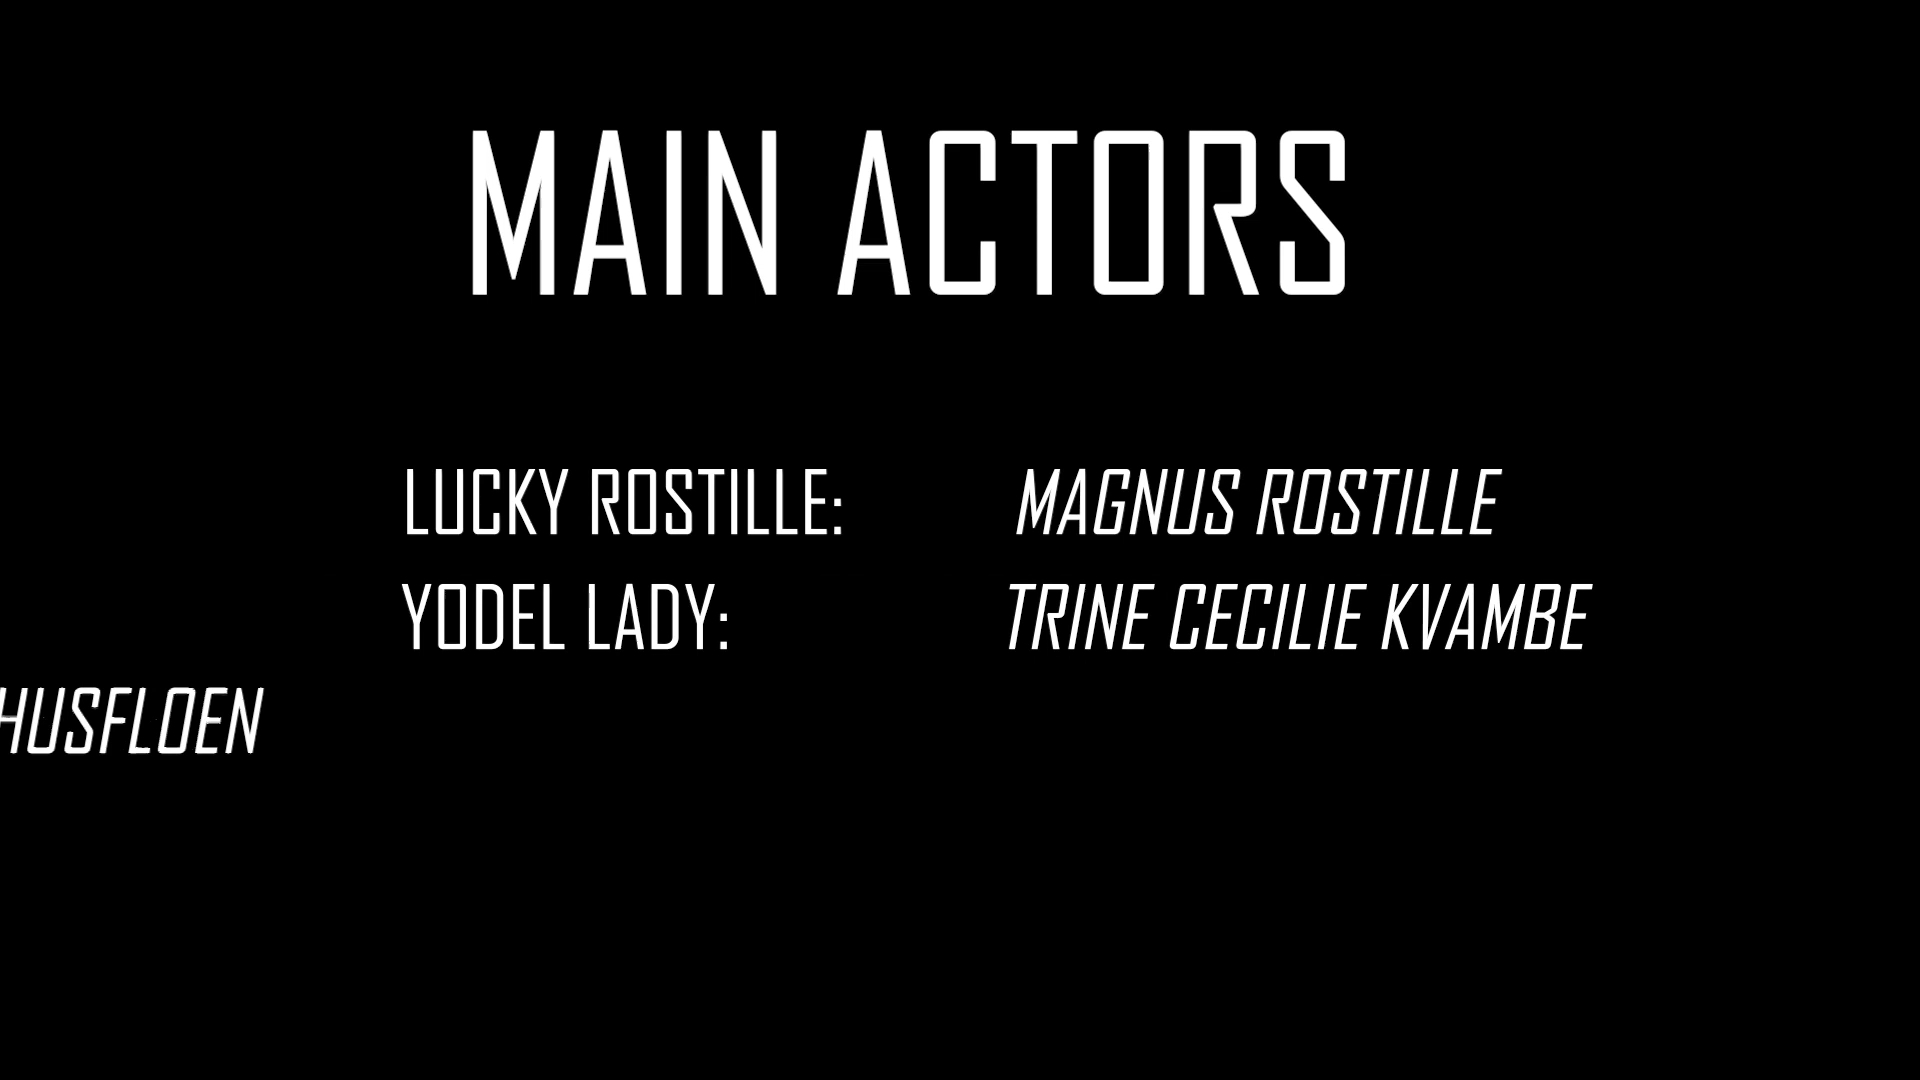 MAIN ACTORS
LUCKY ROSTILLE: MAGNUS ROSTILLE
YODEL LADY: TRINE CECILIE KVAMBE
HUSFLOEN